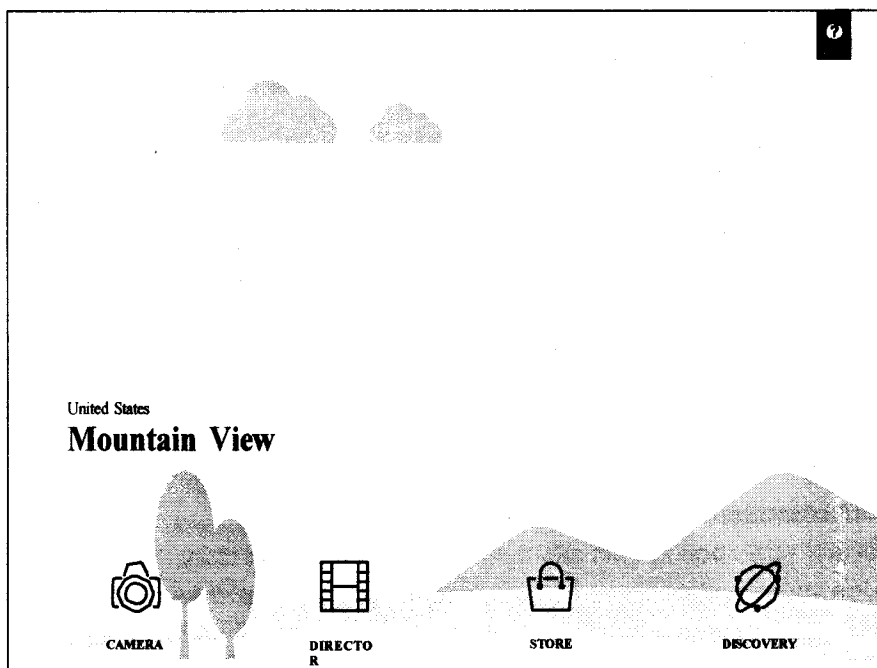 ?
United States
Mountain View
CAMERA
DIRECTO
R
STORE
DISCOVERY